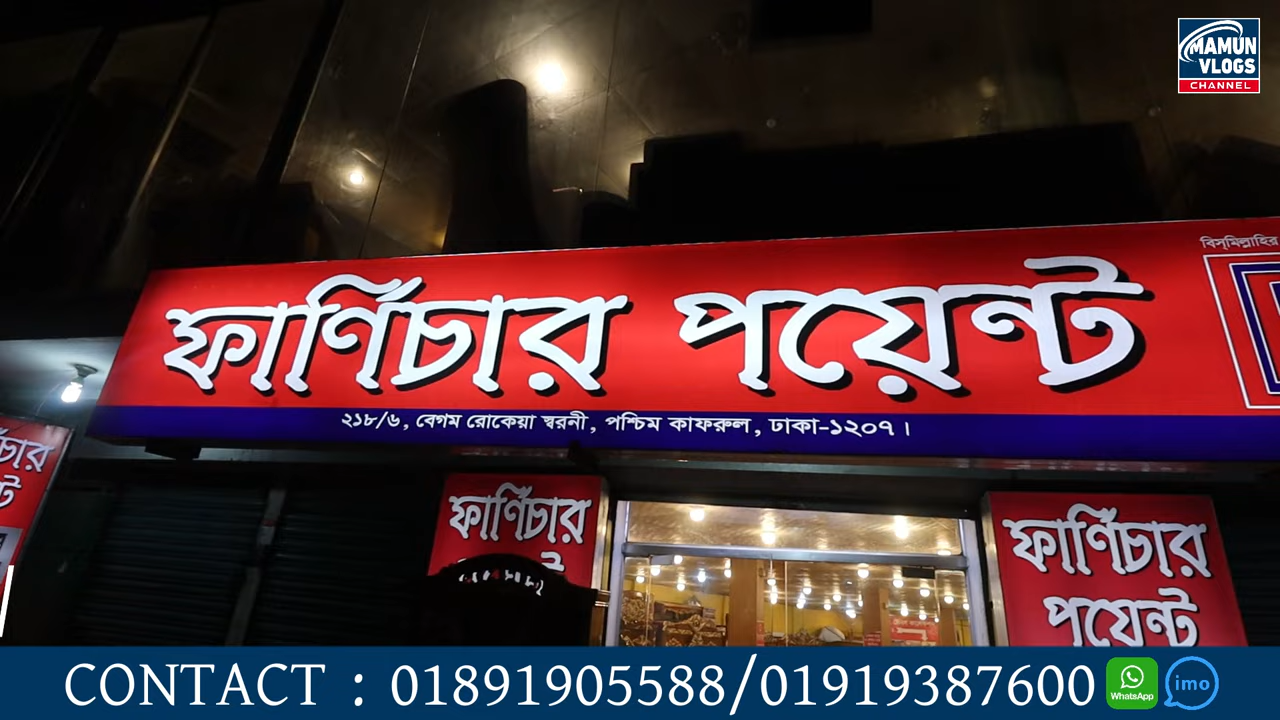 MAMUN
VLOGS
CHANNEL
বিসমিল্লাহির
ফার্ণিচার পয়েন্ট
২১৮/৬, বেগম রোকেয়া স্বরনী, পশ্চিম কাফরুল, ঢাকা-১২০৭।
ফার্ণিচার
ফার্ণিচার
পয়েন্ট
CONTACT : 01891905588/01919387600
WhatsApp
imo